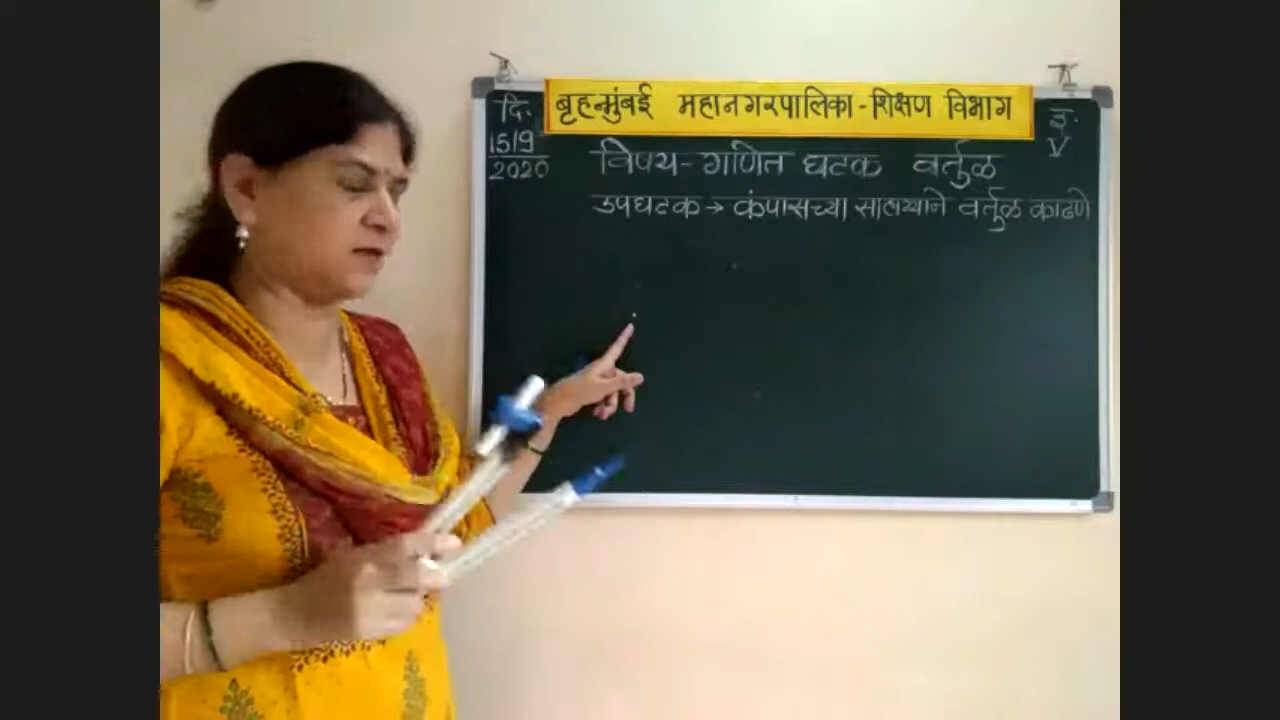 बृहन्मुंबई महानगरपालिका-शिक्षण विभाग
दि.
15/9
2020
इ.
V
विषय-गणित घटक वर्तुळ
उपघटक → कंपासच्या साहाय्याने वर्तुळ काढणे